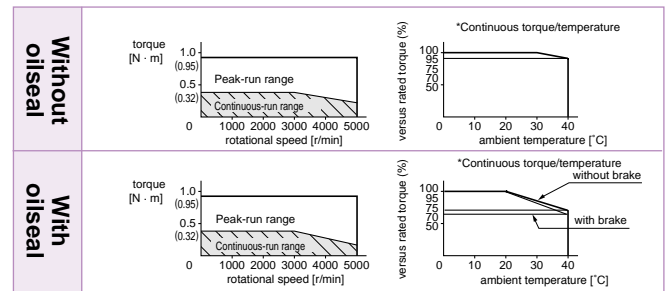 Without
oilseal
torque
[N · m]
1.0
(0.95)
0.5
(0.32)
Peak-run range
Continuous-run range
0 1000 2000 3000 4000 5000
rotational speed [r/min]
*Continuous torque/temperature
versus rated torque (%)
100
95
75
70
50
0 10 20 30 40
ambient temperature [˚C]
With
oilseal
torque
[N · m]
1.0
(0.95)
0.5
(0.32)
Peak-run range
Continuous-run range
0 1000 2000 3000 4000 5000
rotational speed [r/min]
*Continuous torque/temperature
without brake
with brake
versus rated torque (%)
100
95
75
70
50
0 10 20 30 40
ambient temperature [˚C]